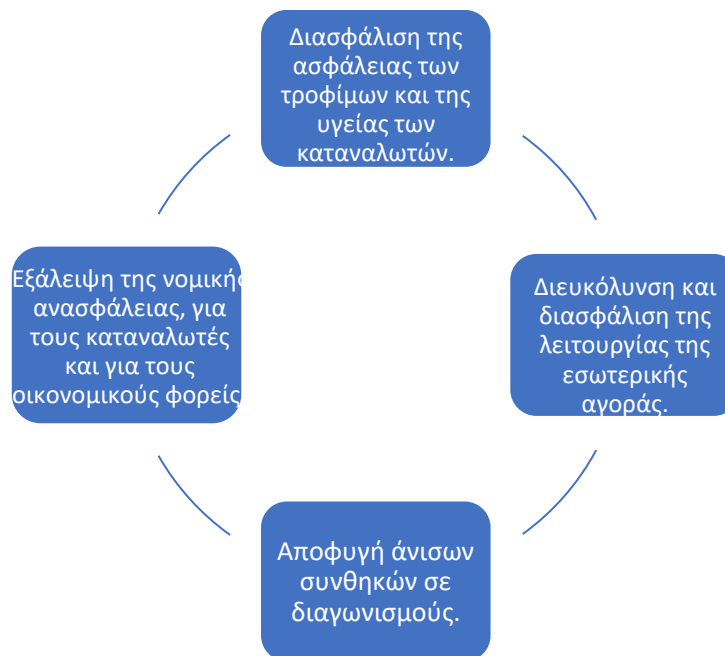 Διασφάλιση της
ασφάλειας των
τροφίμων και της
υγείας των
καταναλωτών.
Διευκόλυνση και
διασφάλιση της
λειτουργίας της
εσωτερικής
αγοράς.
Αποφυγή άνισων
συνθηκών σε
διαγωνισμούς.
Εξάλειψη της νομικής
ανασφάλειας, για
τους καταναλωτές
και για τους
οικονομικούς φορείς